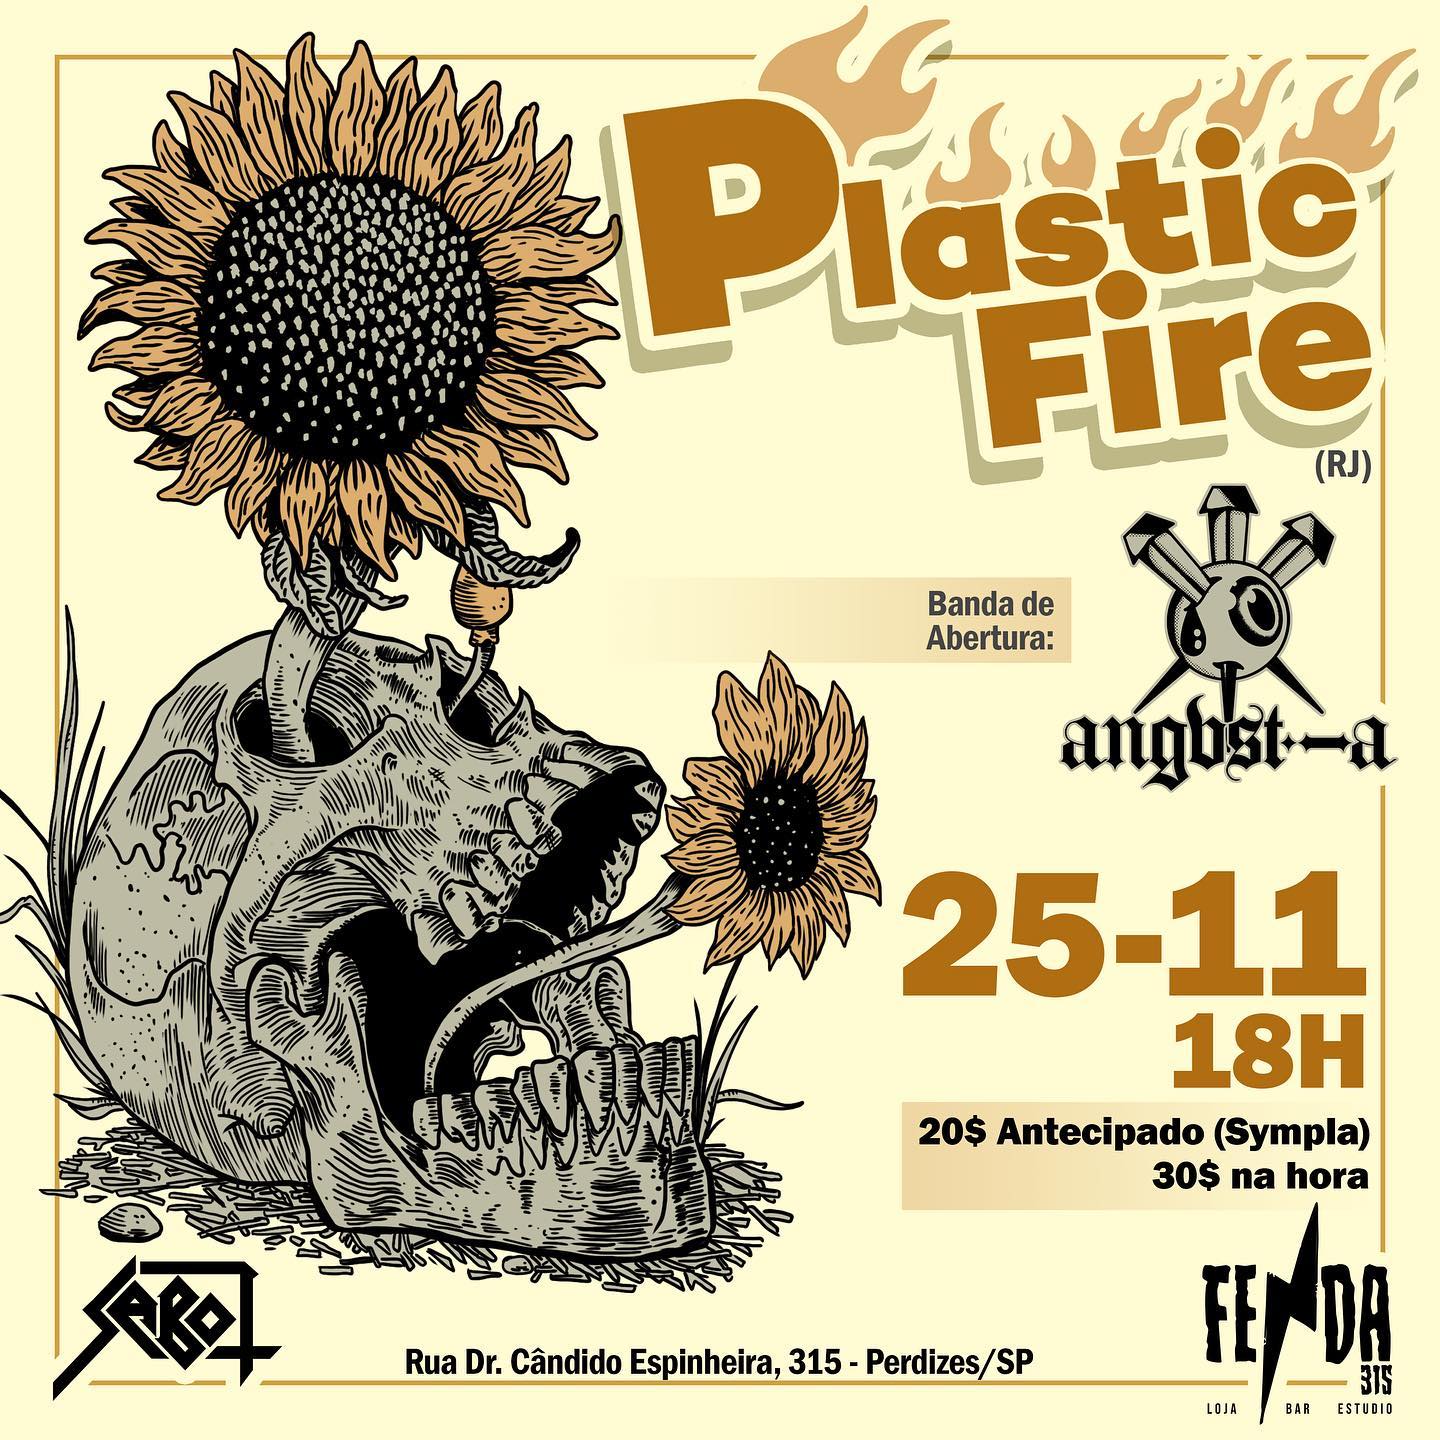 Plastic
Fire
(RJ)
Banda de
Abertura:
angvst--a
25-11
18H
20$ Antecipado (Sympla)
30$ na hora
SABOT
Rua Dr. Cândido Espinheira, 315 - Perdizes/SP
FENDA
315
LOJA BAR ESTUDIO